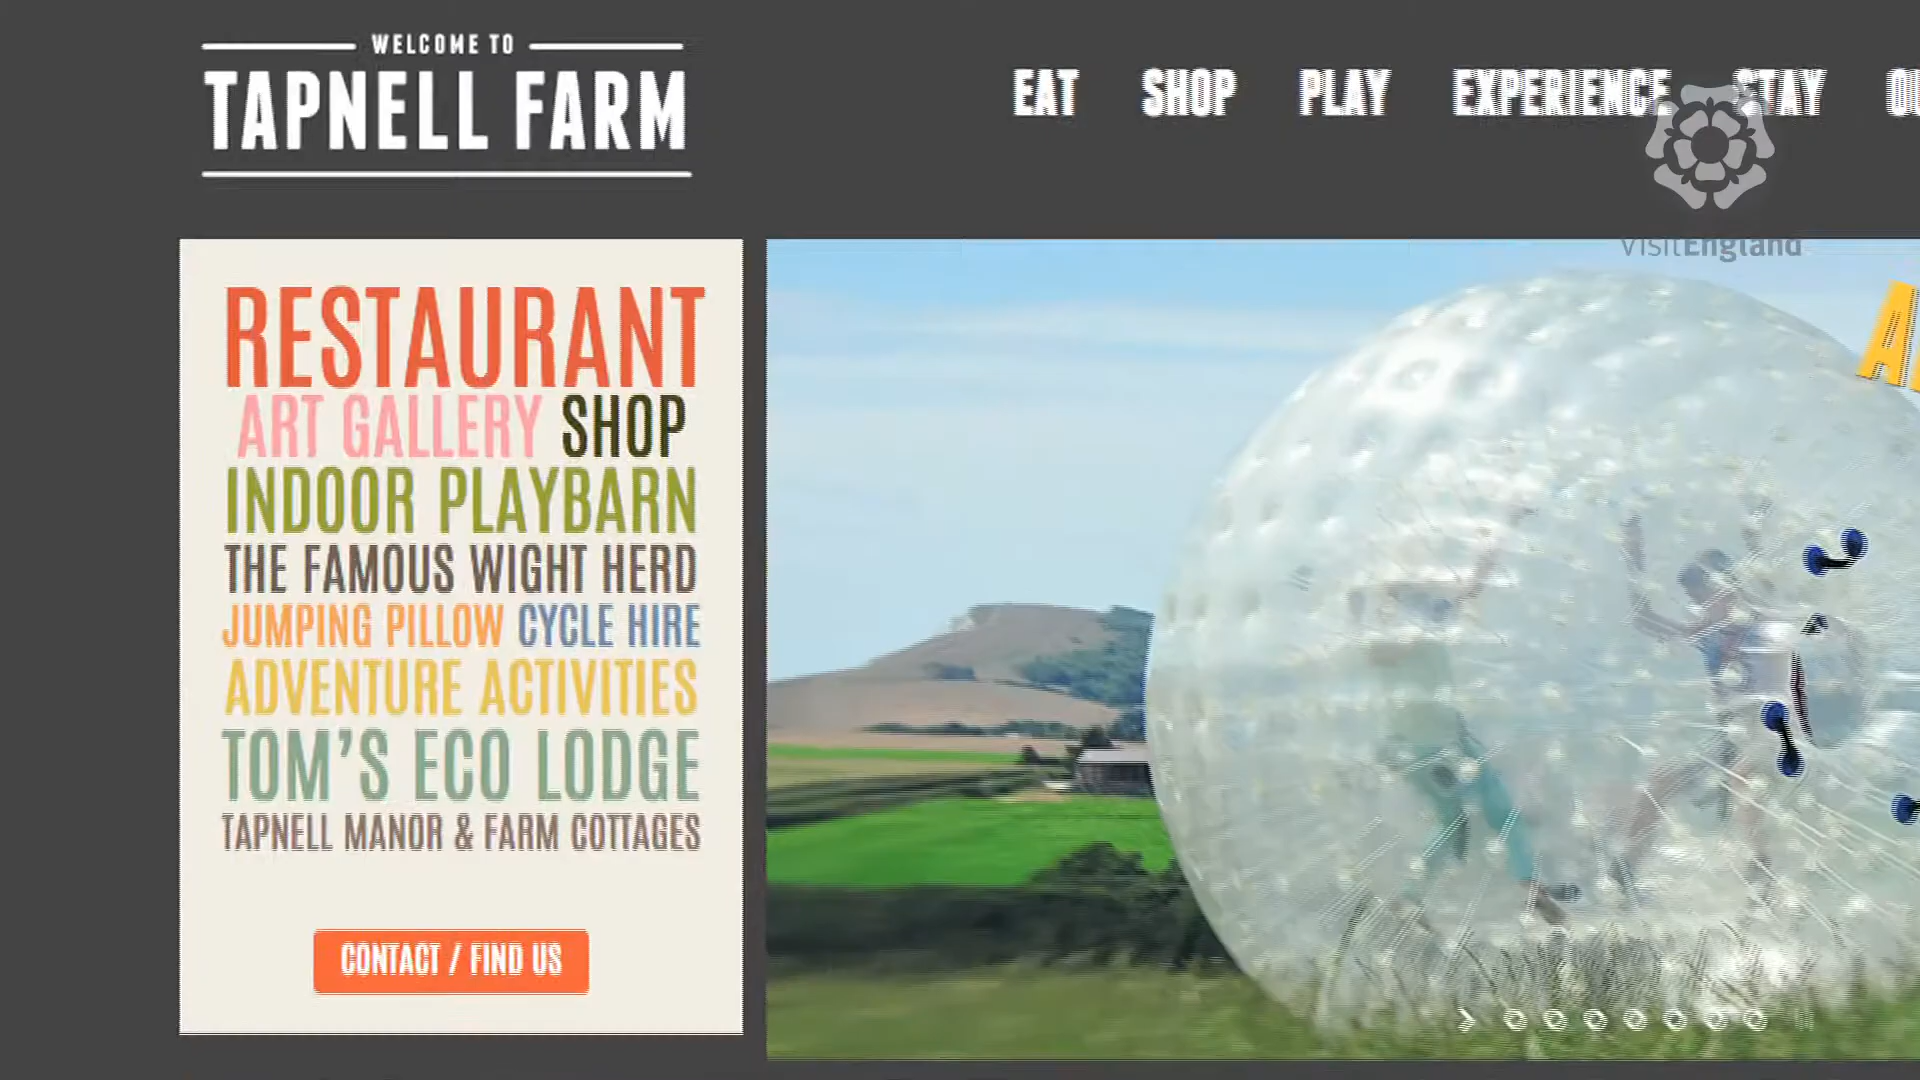 WELCOME TO
TAPNELL FARM
EAT SHOP PLAY EXPERIENCE STAY
VisitEngland
RESTAURANT
ART GALLERY SHOP
INDOOR PLAYBARN
THE FAMOUS WIGHT HERD
JUMPING PILLOW CYCLE HIRE
ADVENTURE ACTIVITIES
TOM'S ECO LODGE
TAPNELL MANOR & FARM COTTAGES
CONTACT / FIND US